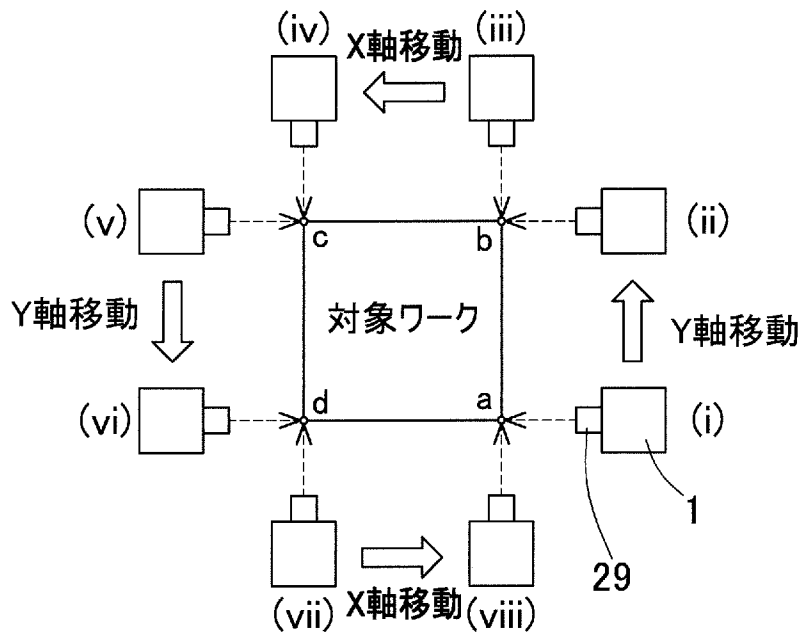 (iv)
X軸移動
(iii)
(v)
c
b
(ii)
Y軸移動
対象ワーク
Y軸移動
(vi)
d
a
(i)
1
29
(vii)
X軸移動
(viii)